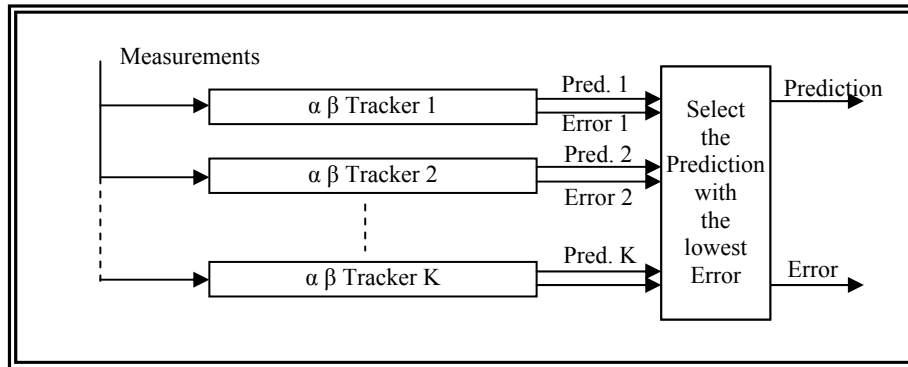 Measurements
α β Tracker 1
Pred. 1
Error 1
α β Tracker 2
Pred. 2
Error 2
α β Tracker K
Pred. K
Select
the
Prediction
with
the
lowest
Error
Prediction
Error